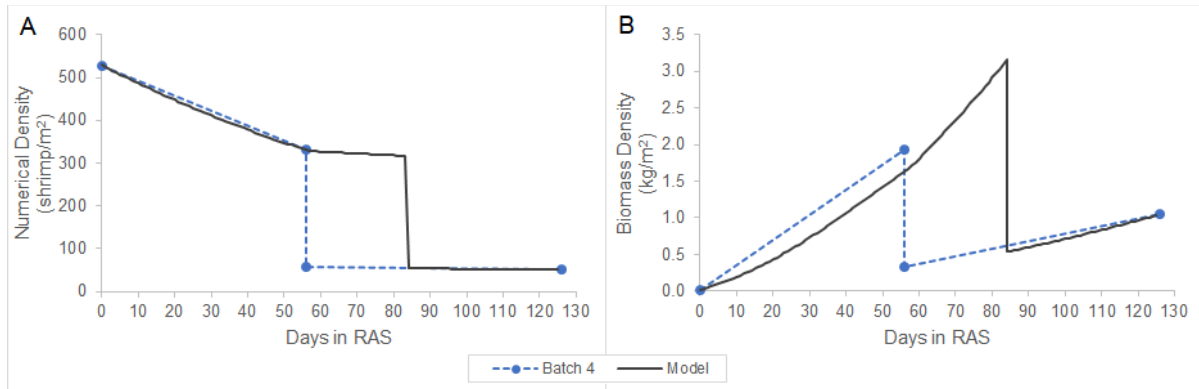 A
Numerical Density
(shrimp/m²)
600
500
400
300
200
100
0
0 10 20 30 40 50 60 70 80 90 100 110 120 130
Days in RAS
B
Biomass Density
(kg/m²)
3.5
3.0
2.5
2.0
1.5
1.0
0.5
0.0
0 10 20 30 40 50 60 70 80 90 100 110 120 130
Days in RAS
Batch 4 Model